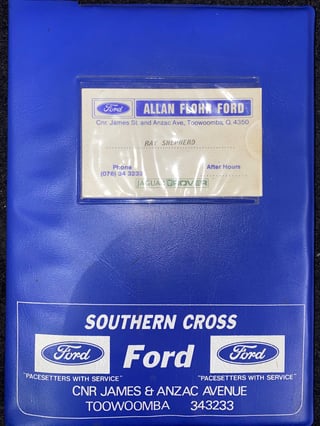 Ford ALLAN FLOHR FORD
Cnr. James St. and Anzac Ave, Toowoomba, Q. 4350
RAY SHEPHERD
Phone After Hours
(076) 34 3233
JAGUAR ROVER
SOUTHERN CROSS
Ford Ford Ford
"PACESETTERS WITH SERVICE" "PACESETTERS WITH SERVICE"
CNR JAMES & ANZAC AVENUE
TOOWOOMBA 343233